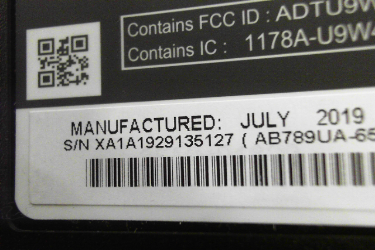 Contains FCC ID : ADTU9W
Contains IC : 1178A-U9W4
MANUFACTURED: JULY 2019
S/N XA1A1929135127 ( AB789UA-65